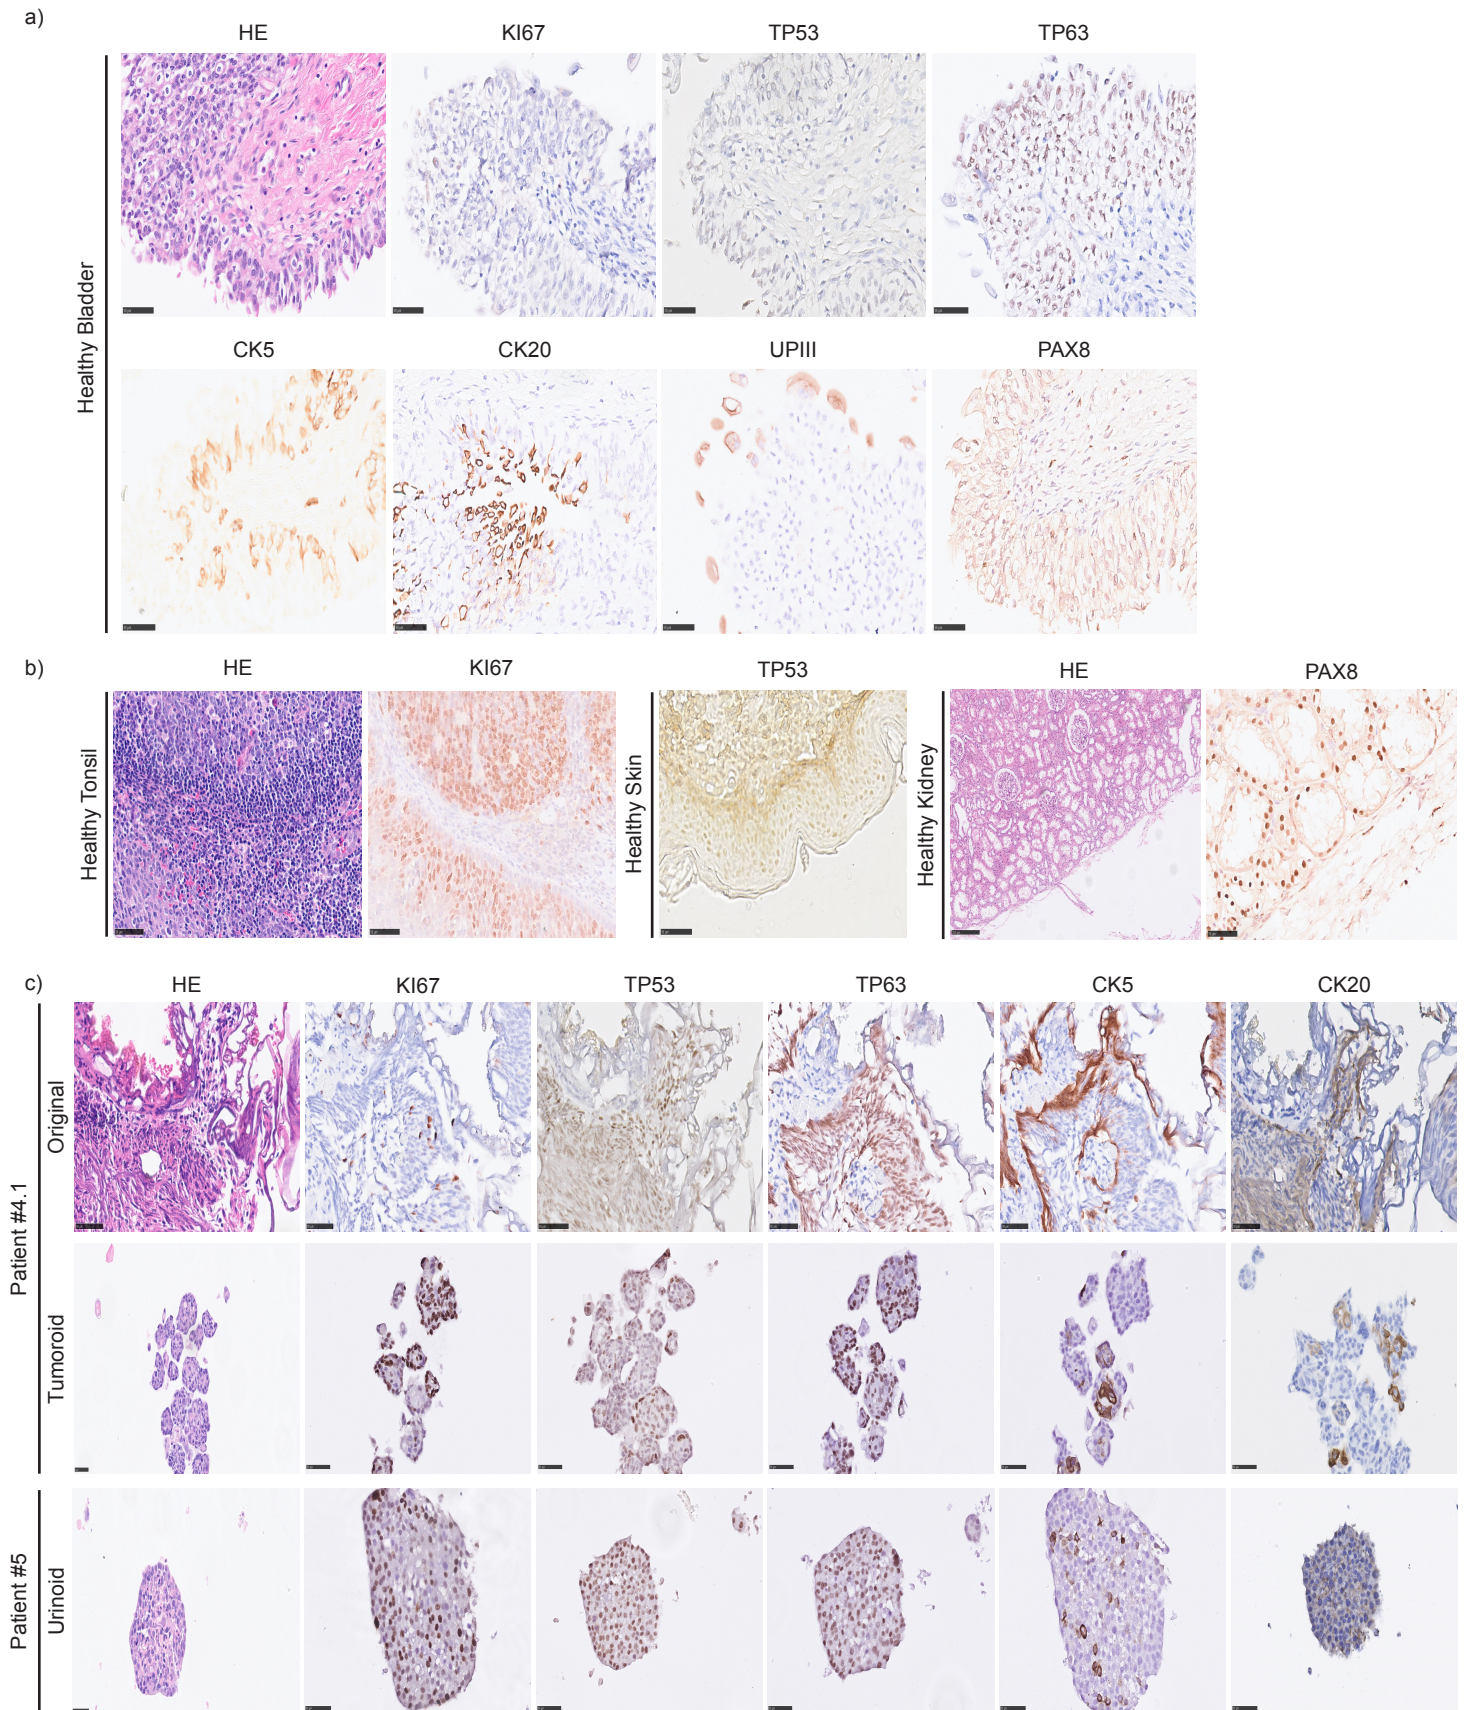 a)
HE KI67 TP53 TP63
Healthy Bladder
CK5 CK20 UPIII PAX8
b)
HE KI67 TP53 HE PAX8
Healthy Tonsil
Healthy Skin
Healthy Kidney
c)
HE KI67 TP53 TP63 CK5 CK20
Patient #4.1
Original
Tumoroid
Patient #5
Urinoid